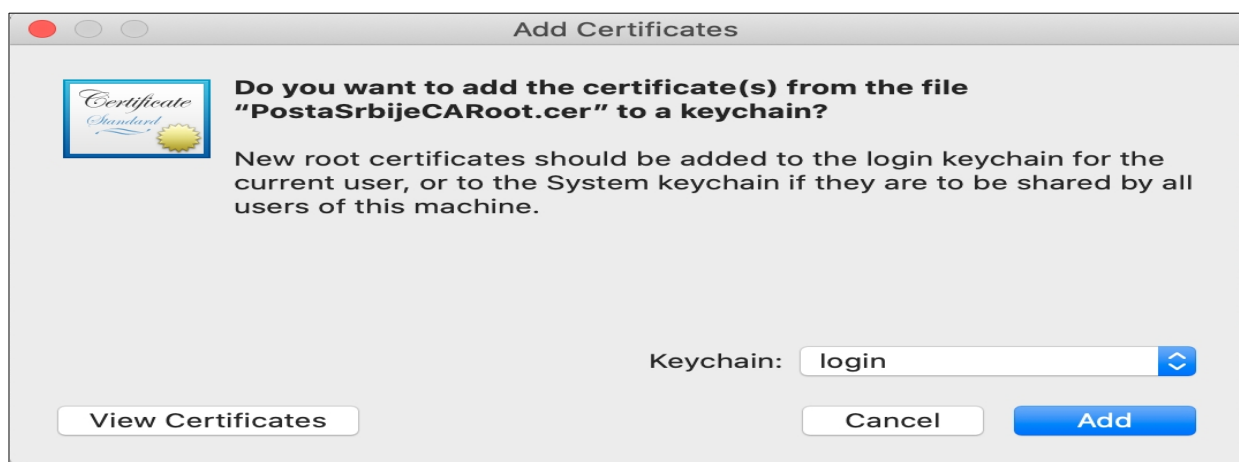 Add Certificates
Certificate
Standard
Do you want to add the certificate(s) from the file
“PostaSrbijeCARoot.cer” to a keychain?
New root certificates should be added to the login keychain for the
current user, or to the System keychain if they are to be shared by all
users of this machine.
Keychain: login
View Certificates Cancel Add